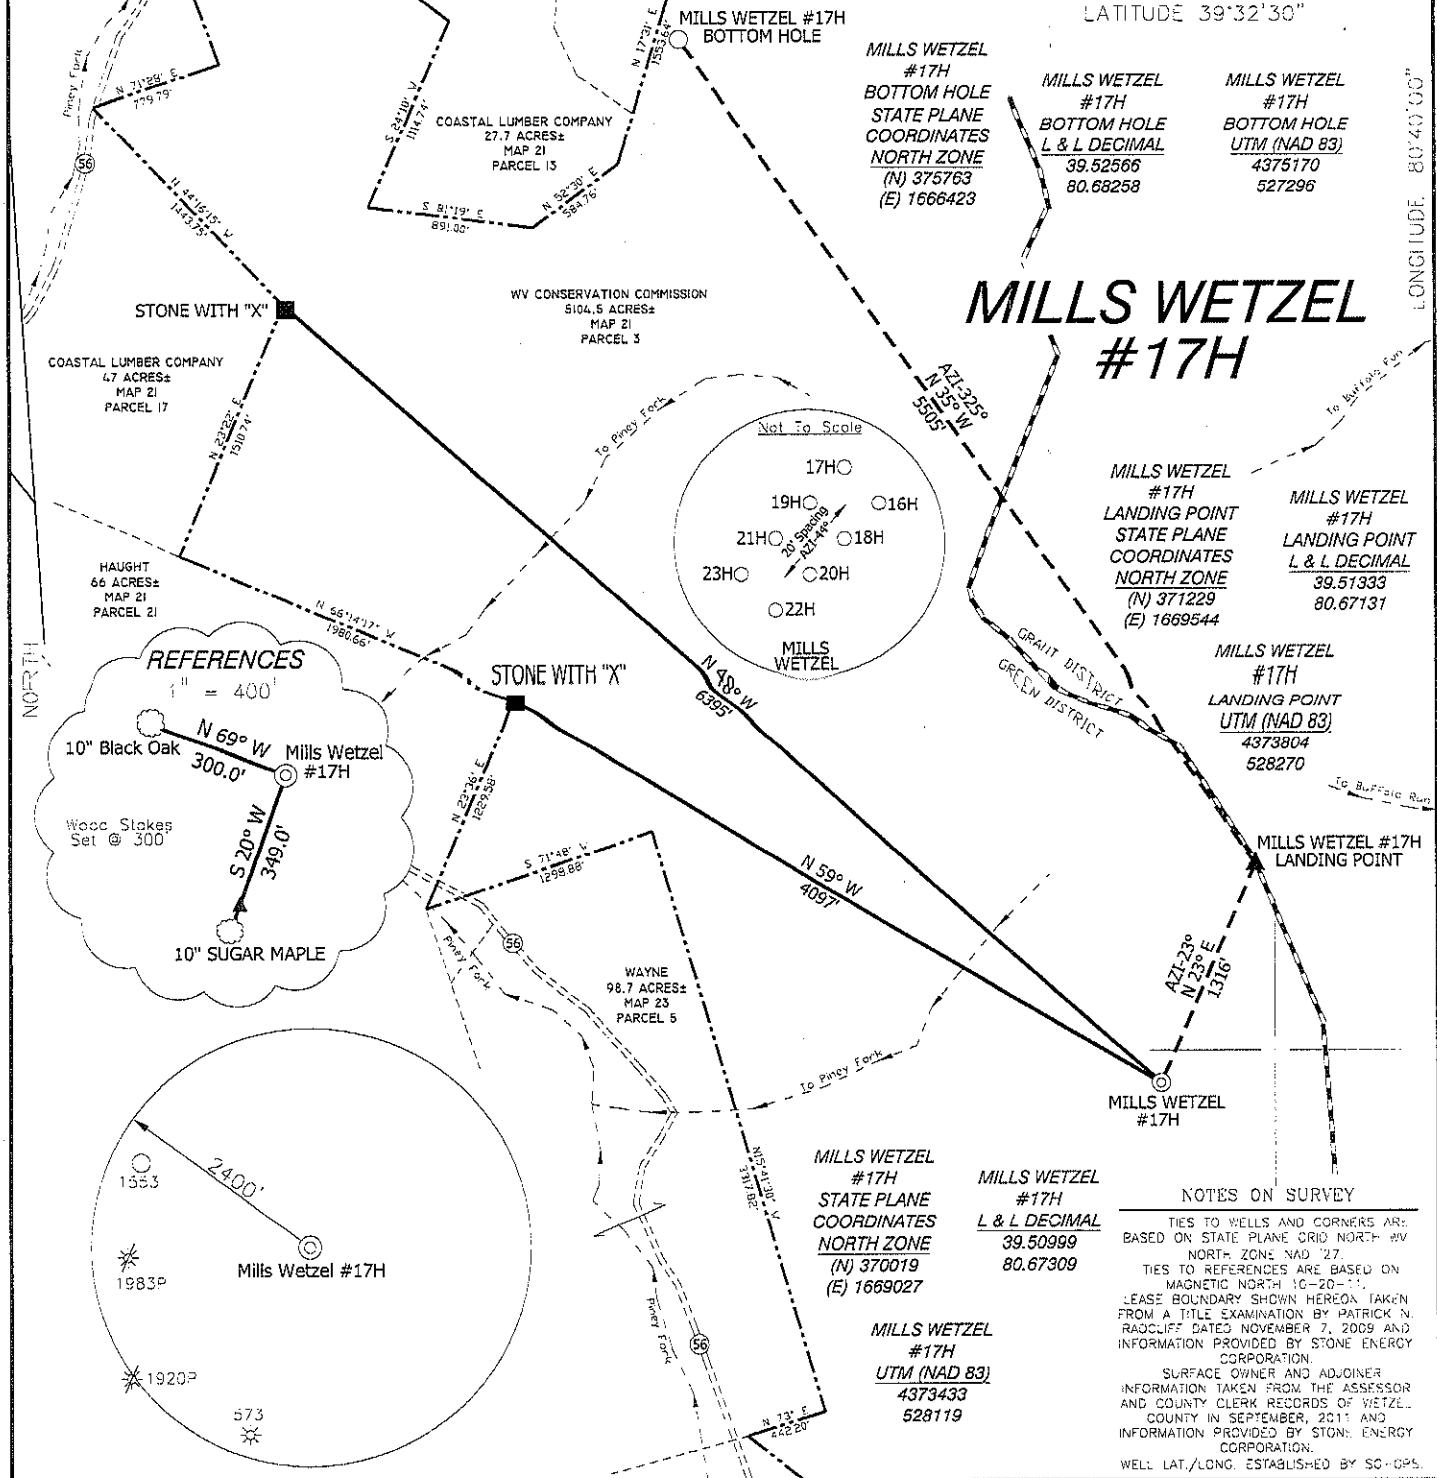 LATITUDE 39°32'30"
LONGITUDE 80°40'00"
MILLS WETZEL #17H
BOTTOM HOLE
MILLS WETZEL
#17H
BOTTOM HOLE
STATE PLANE
COORDINATES
NORTH ZONE
(N) 375763
(E) 1666423
MILLS WETZEL
#17H
BOTTOM HOLE
L & L DECIMAL
39.52566
80.68258
MILLS WETZEL
#17H
BOTTOM HOLE
UTM (NAD 83)
4375170
527296
Piney Fork
56
N 71°28' E
779.79'
S 24°10' W
1114.74'
N 17°31' E
1553.64'
COASTAL LUMBER COMPANY
27.7 ACRES±
MAP 21
PARCEL 13
N 52°30' E
584.76'
S 81°19' E
891.00'
N 44°16'15" W
1443.75'
STONE WITH "X"
WV CONSERVATION COMMISSION
5104.5 ACRES±
MAP 21
PARCEL 3
MILLS WETZEL
#17H
COASTAL LUMBER COMPANY
47 ACRES±
MAP 21
PARCEL 17
N 23°22' E
1510.74'
To Piney Fork
AZI-325°
N 35° W
5505'
To Buffalo Run
Not To Scale
17H
19H
16H
21H
18H
23H
20H
22H
20' Spacing
AZI-44°
MILLS
WETZEL
MILLS WETZEL
#17H
LANDING POINT
STATE PLANE
COORDINATES
NORTH ZONE
(N) 371229
(E) 1669544
MILLS WETZEL
#17H
LANDING POINT
L & L DECIMAL
39.51333
80.67131
MILLS WETZEL
#17H
LANDING POINT
UTM (NAD 83)
4373804
528270
HAUGHT
66 ACRES±
MAP 21
PARCEL 21
N 66°14'17" W
1980.66'
NORTH
GRANT DISTRICT
GREEN DISTRICT
STONE WITH "X"
N 48° W
6395'
REFERENCES
1" = 400'
10" Black Oak
N 69° W
300.0'
Mills Wetzel
#17H
Wood Stakes
Set @ 300'
S 20° W
349.0'
10" SUGAR MAPLE
N 23°36' E
1229.58'
S 71°48' W
1298.88'
To Buffalo Run
MILLS WETZEL #17H
LANDING POINT
N 59° W
4097'
Piney Fork
56
WAYNE
98.7 ACRES±
MAP 23
PARCEL 5
AZI-23°
N 23° E
1316'
To Piney Fork
MILLS WETZEL
#17H
2400'
1553
1983P
Mills Wetzel #17H
1920P
573
N15°41'30" W
3317.82'
Piney Fork
56
N 73° E
442.20'
MILLS WETZEL
#17H
STATE PLANE
COORDINATES
NORTH ZONE
(N) 370019
(E) 1669027
MILLS WETZEL
#17H
L & L DECIMAL
39.50999
80.67309
MILLS WETZEL
#17H
UTM (NAD 83)
4373433
528119
NOTES ON SURVEY
TIES TO WELLS AND CORNERS ARE
BASED ON STATE PLANE GRID NORTH WV
NORTH ZONE NAD '27.
TIES TO REFERENCES ARE BASED ON
MAGNETIC NORTH 10-20-11.
LEASE BOUNDARY SHOWN HEREON TAKEN
FROM A TITLE EXAMINATION BY PATRICK N.
RADCLIFF DATED NOVEMBER 7, 2009 AND
INFORMATION PROVIDED BY STONE ENERGY
CORPORATION.
SURFACE OWNER AND ADJOINER
INFORMATION TAKEN FROM THE ASSESSOR
AND COUNTY CLERK RECORDS OF WETZEL
COUNTY IN SEPTEMBER, 2011 AND
INFORMATION PROVIDED BY STONE ENERGY
CORPORATION.
WELL LAT./LONG. ESTABLISHED BY